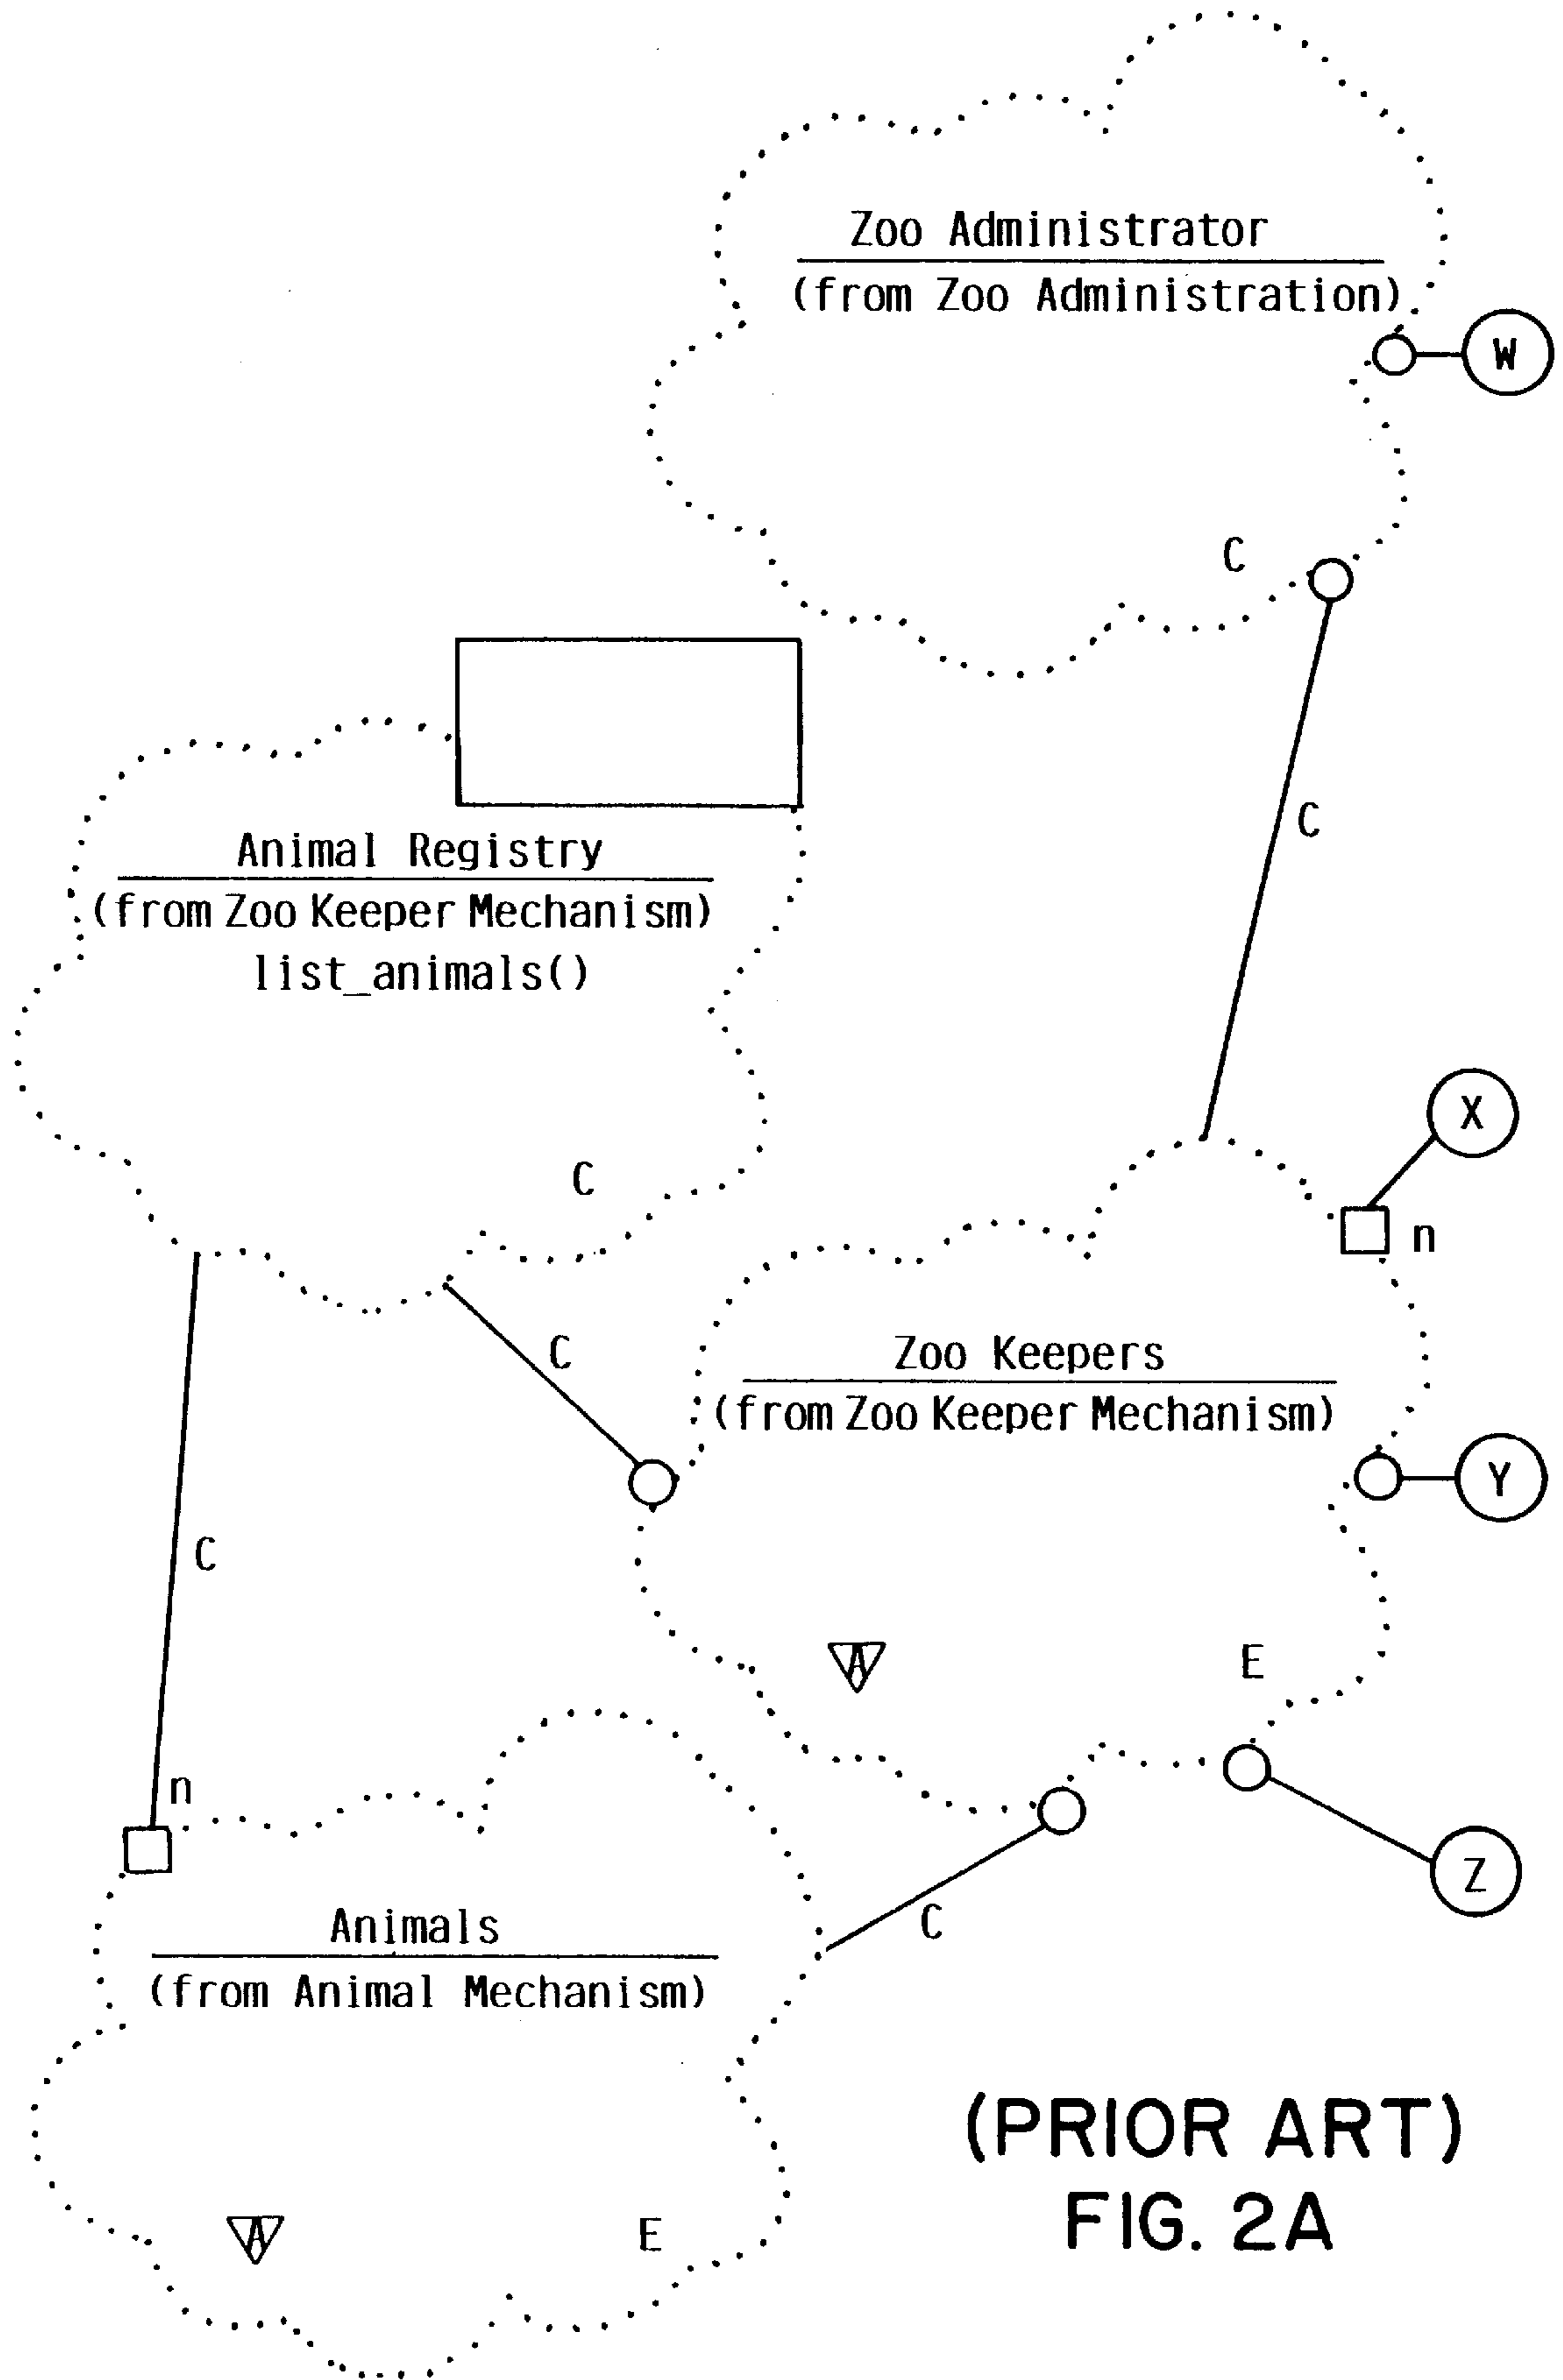 Zoo Administrator
(from Zoo Administration)
W
C
C
Animal Registry
(from Zoo Keeper Mechanism)
list_animals()
C
X
n
C
Zoo Keepers
(from Zoo Keeper Mechanism)
Y
C
A
E
n
Z
C
Animals
(from Animal Mechanism)
A
E
(PRIOR ART)
FIG. 2A